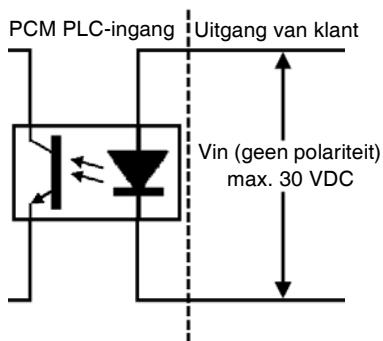 PCM PLC-ingang
Uitgang van klant
Vin (geen polariteit)
max. 30 VDC